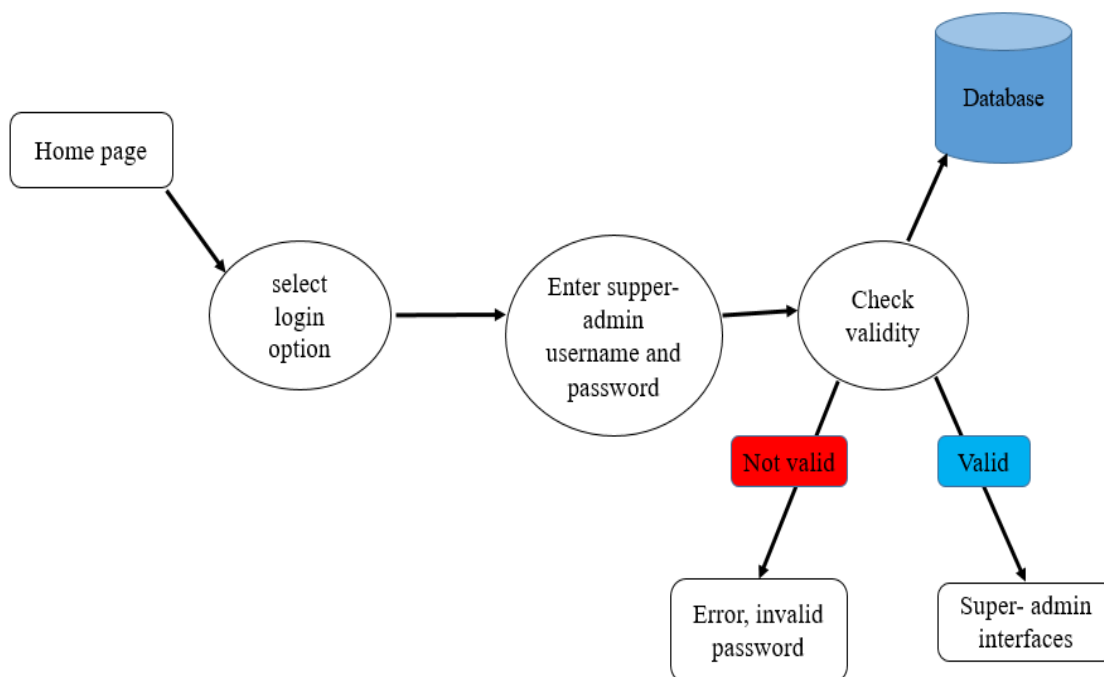 Database
Home page
select
login
option
Enter supper-
admin
username and
password
Check
validity
Not valid
Valid
Error, invalid
password
Super- admin
interfaces